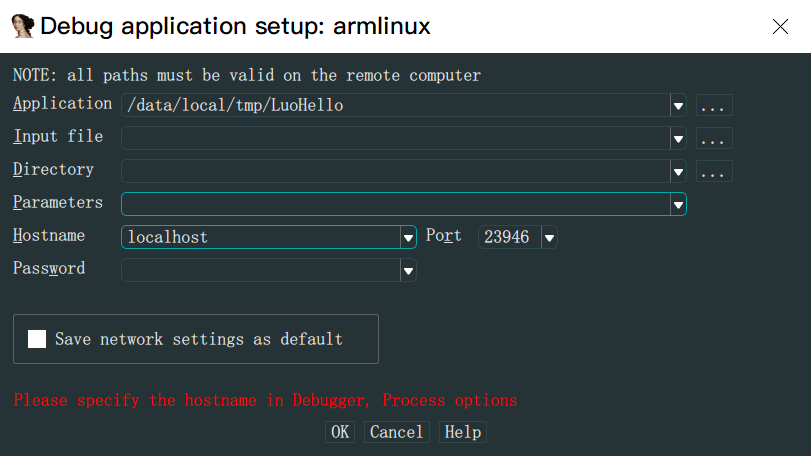 Debug application setup: armlinux
NOTE: all paths must be valid on the remote computer
Application /data/local/tmp/LuoHello ...
Input file ...
Directory ...
Parameters
Hostname localhost Port 23946
Password
Save network settings as default
Please specify the hostname in Debugger, Process options
OK Cancel Help